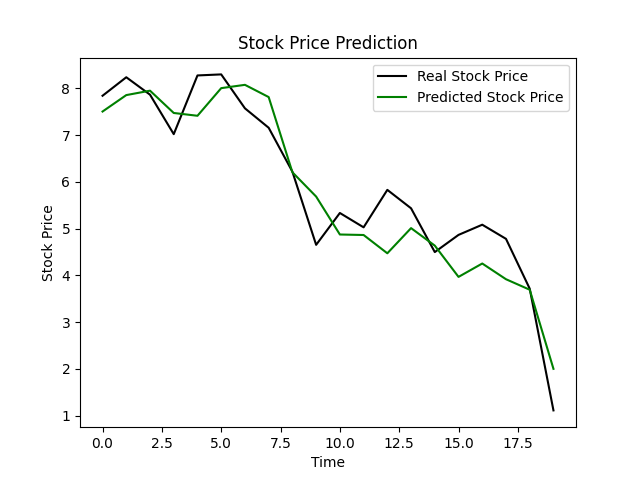 Stock Price Prediction
Real Stock Price
Predicted Stock Price
8
7
6
5
4
3
2
1
Stock Price
0.0 2.5 5.0 7.5 10.0 12.5 15.0 17.5
Time